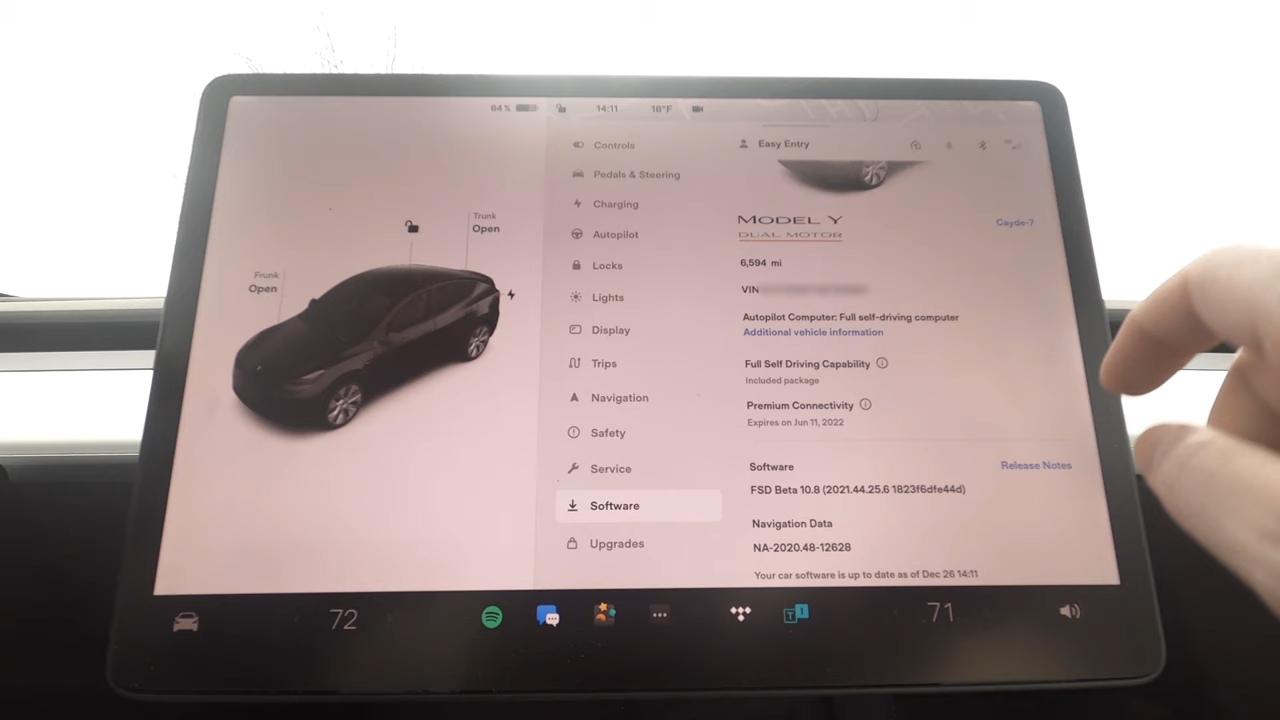 64%
14:11
18°F
Trunk
Open
Frunk
Open
Controls
Pedals & Steering
Charging
Autopilot
Locks
Lights
Display
Trips
Navigation
Safety
Service
Software
Upgrades
Easy Entry
MODEL Y
DUAL MOTOR
Cayde-7
6,594 mi
VIN
Autopilot Computer: Full self-driving computer
Additional vehicle information
Full Self Driving Capability
Included package
Premium Connectivity
Expires on Jun 11, 2022
Software
Release Notes
FSD Beta 10.8 (2021.44.25.6 1823f6dfe44d)
Navigation Data
NA-2020.48-12628
Your car software is up to date as of Dec 26 14:11
72
T
I
71